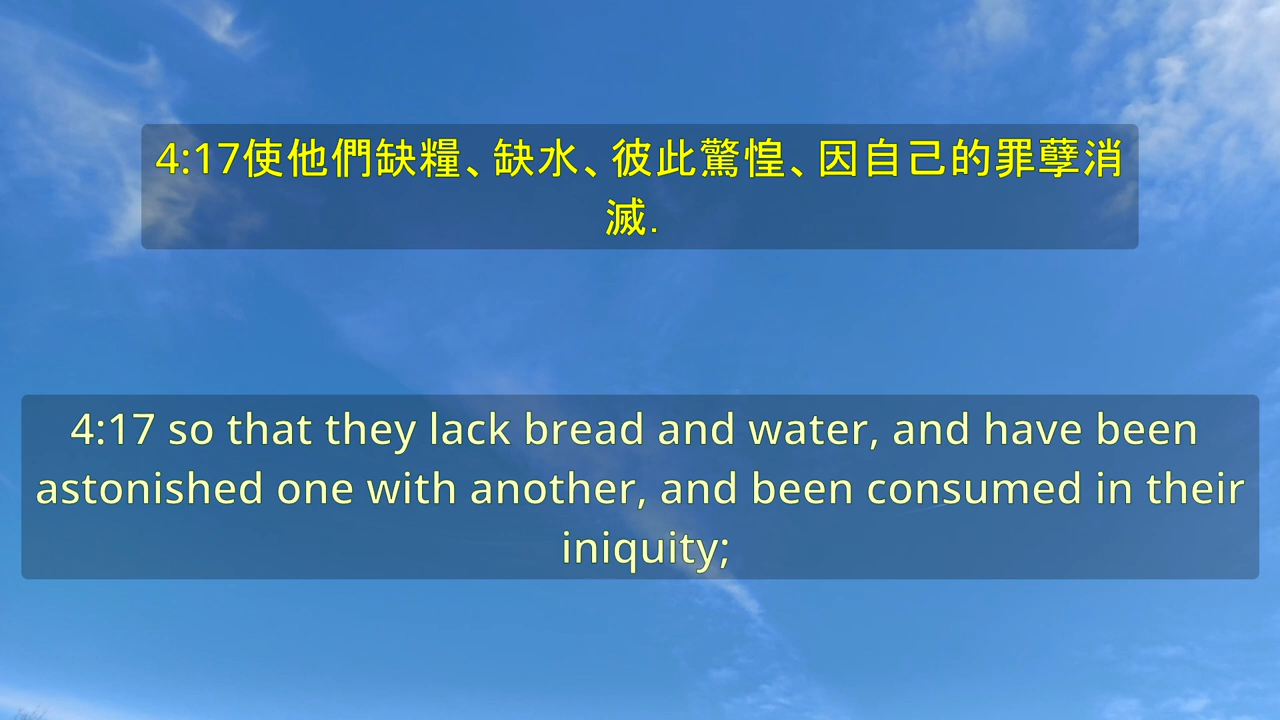 4:17使他們缺糧、缺水、彼此驚惶、因自己的罪孽消
滅.
4:17 so that they lack bread and water, and have been
astonished one with another, and been consumed in their
iniquity;